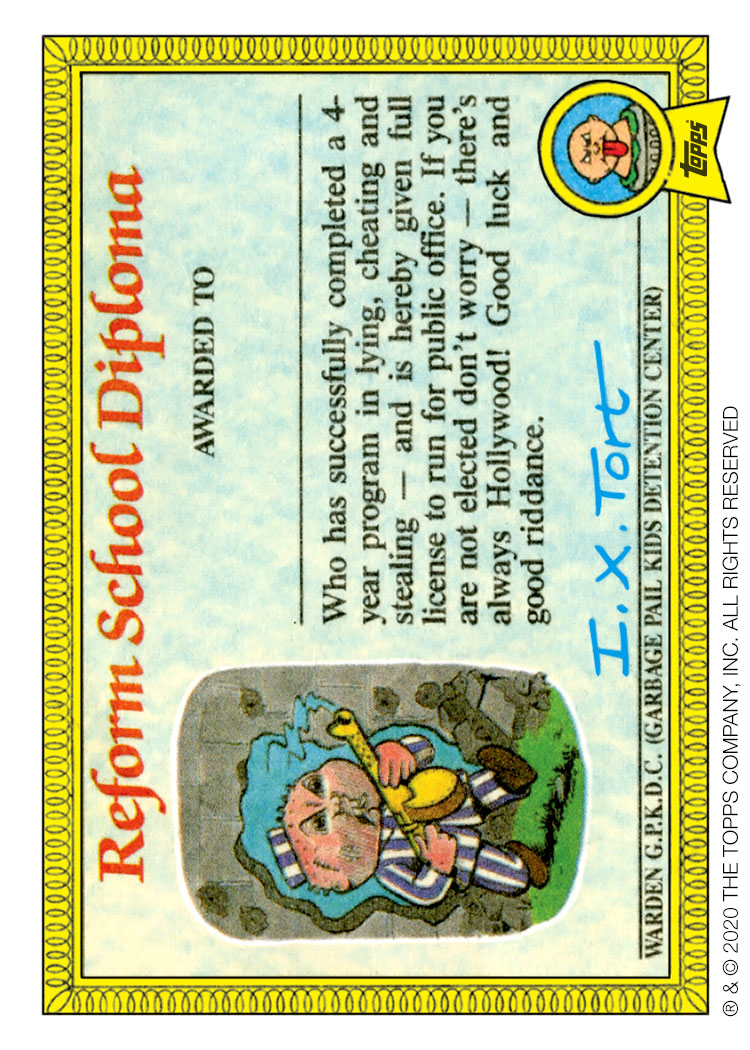 Reform School Diploma
AWARDED TO
Who has successfully completed a 4-
year program in lying, cheating and
stealing — and is hereby given full
license to run for public office. If you
are not elected don't worry — there's
always Hollywood! Good luck and
good riddance.
I. X. Tort
WARDEN G.P.K.D.C. (GARBAGE PAIL KIDS DETENTION CENTER)
topps
® & © 2020 THE TOPPS COMPANY, INC. ALL RIGHTS RESERVED